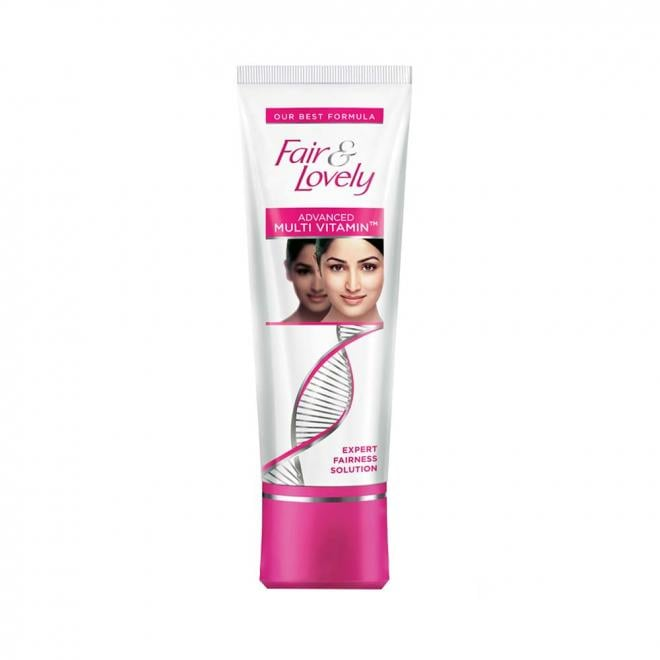 OUR BEST FORMULA
Fair &
Lovely
ADVANCED
MULTI VITAMIN™
EXPERT
FAIRNESS
SOLUTION